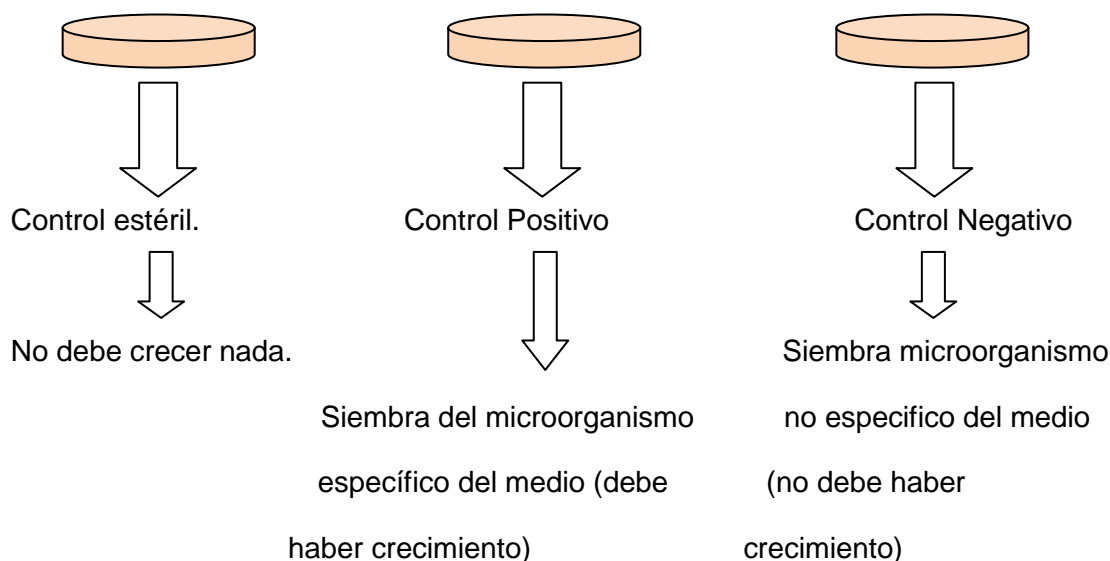 Control estéril.
Control Positivo
Control Negativo
No debe crecer nada.
Siembra del microorganismo
específico del medio (debe
haber crecimiento)
Siembra microorganismo
no especifico del medio
(no debe haber
crecimiento)